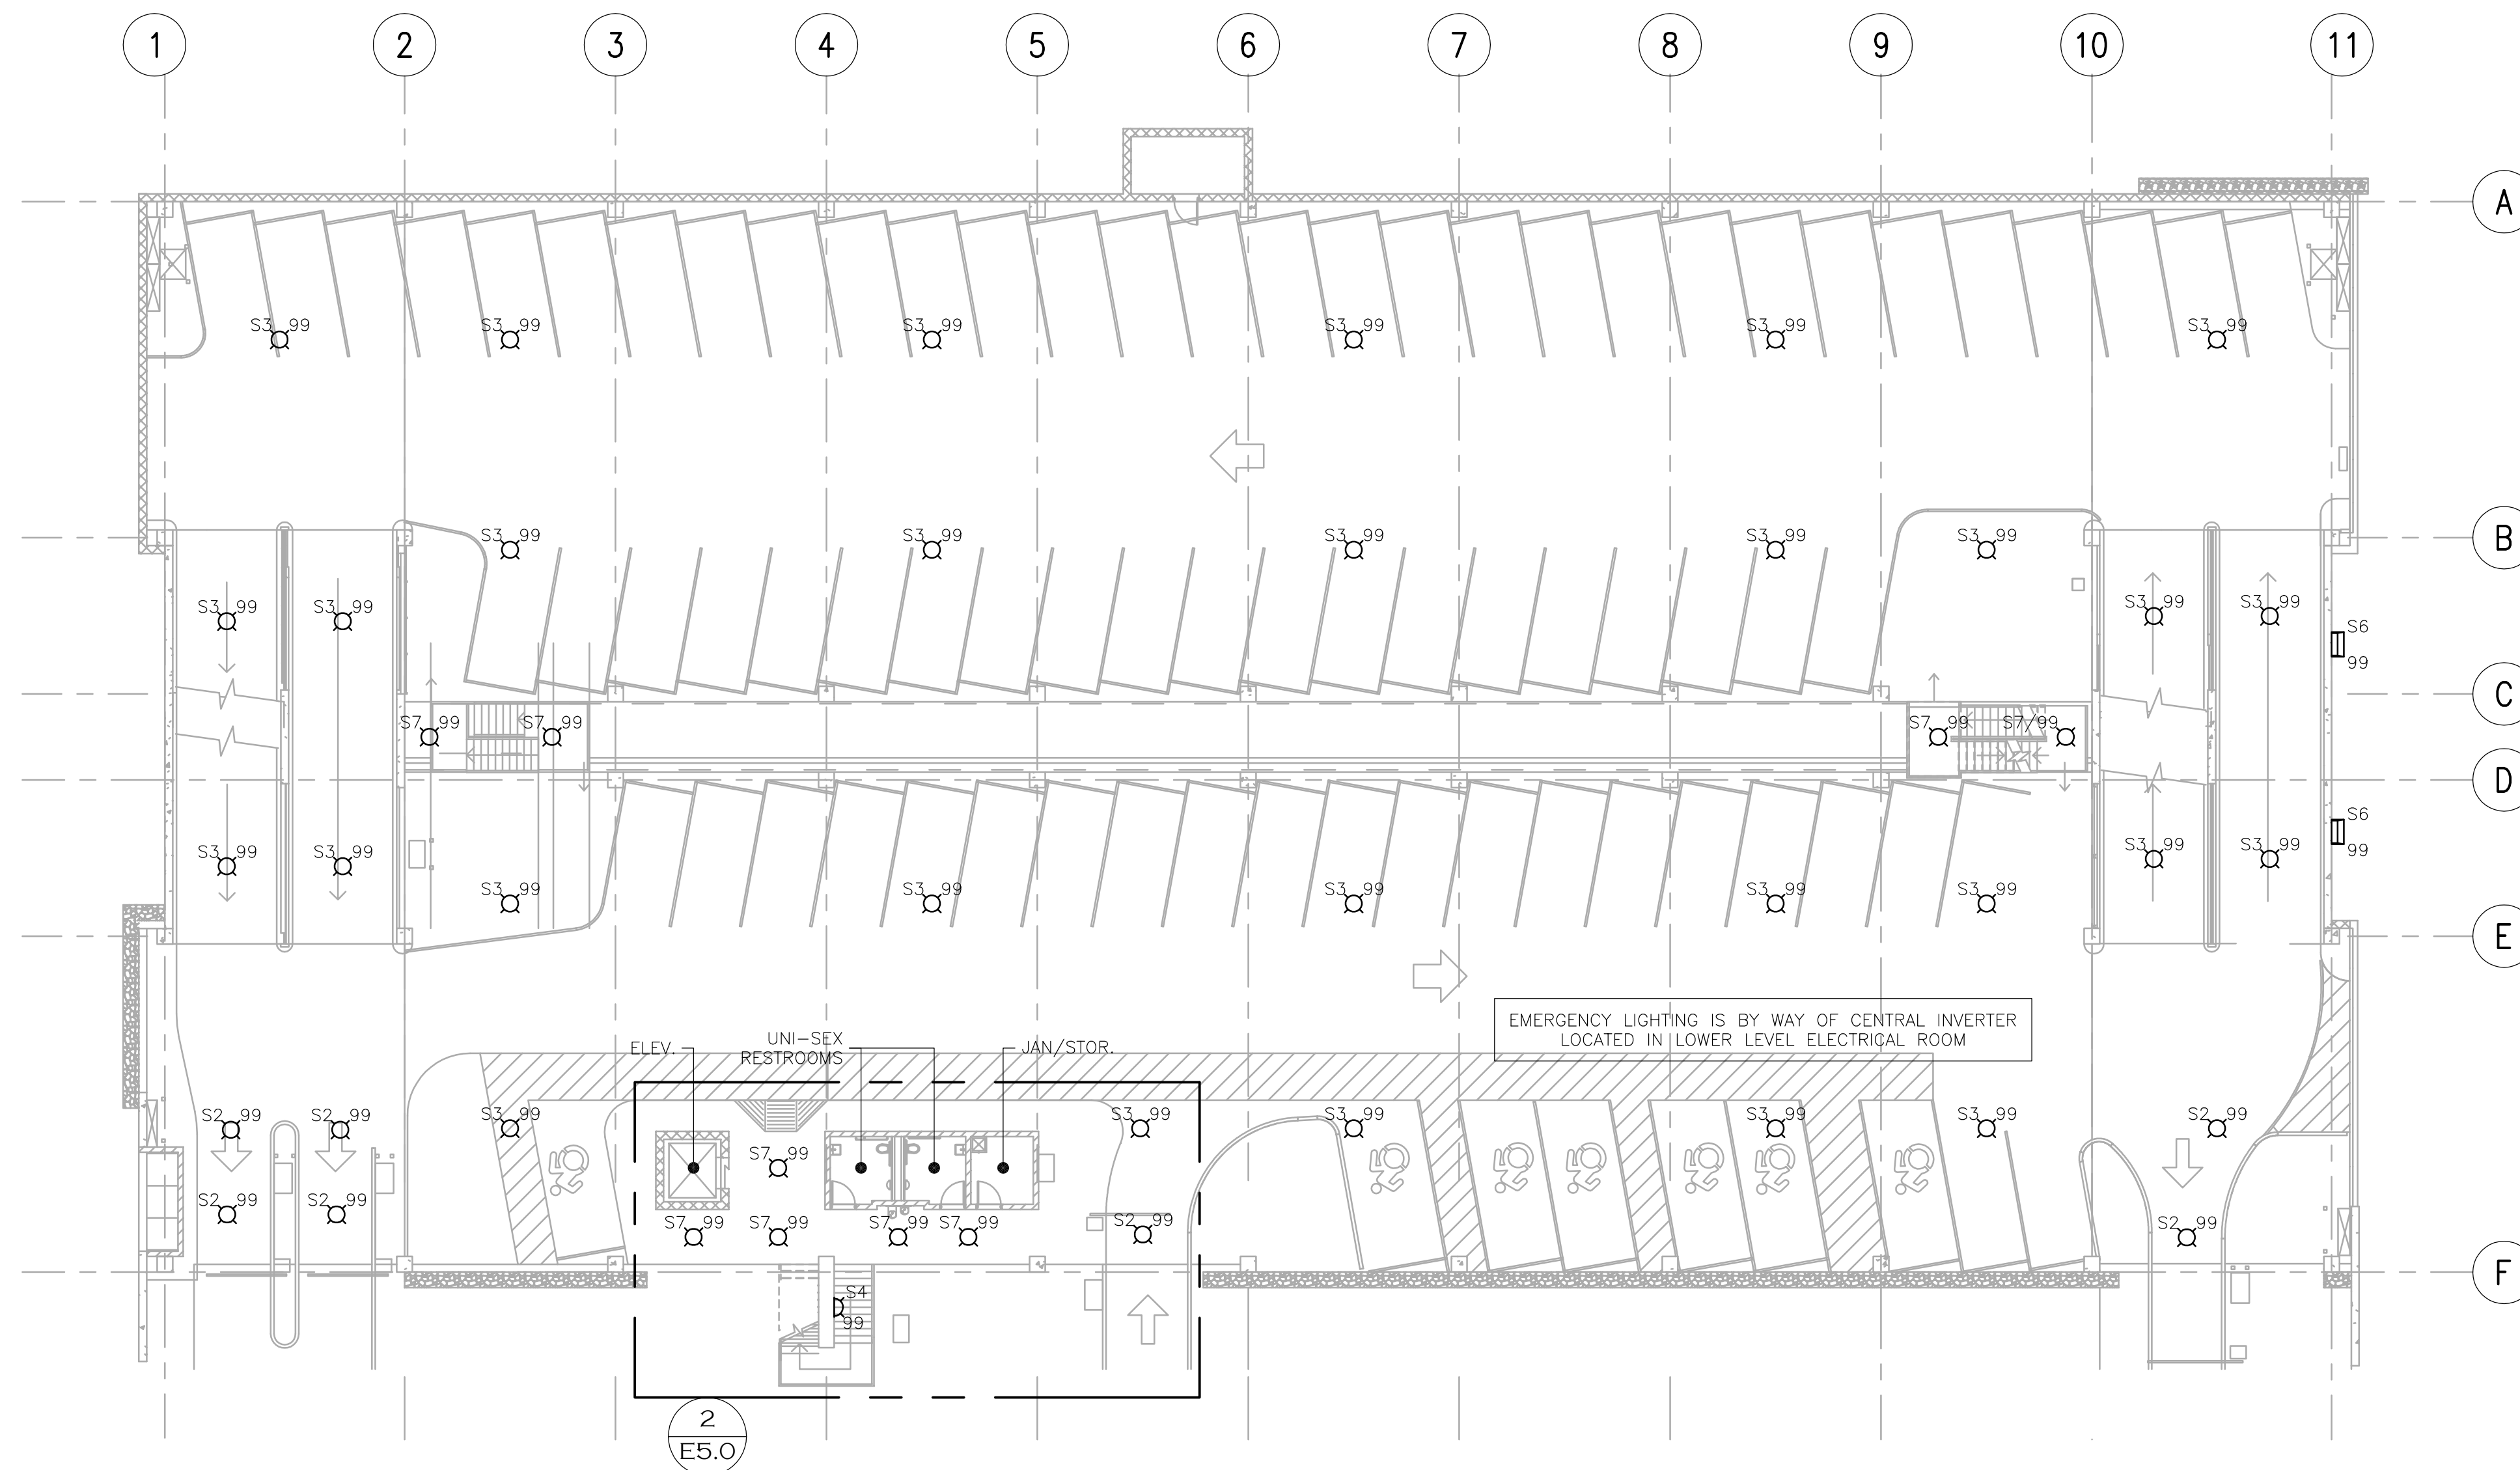 1 2 3 4 5 6 7 8 9 10 11
A
S3 99 S3 99 S3 99 S3 99 S3 99 S3 99
B
S3 99 S3 99 S3 99 S3 99 S3 99
S3 99 S3 99 S3 99 S3 99
S6
99
C
S7 99 S7 99 S7 99 S7/99
D
S6
99
S3 99 S3 99 S3 99 S3 99
S3 99 S3 99 S3 99 S3 99 S3 99
E
EMERGENCY LIGHTING IS BY WAY OF CENTRAL INVERTER
LOCATED IN LOWER LEVEL ELECTRICAL ROOM
ELEV.
UNI-SEX
RESTROOMS
JAN/STOR.
S2 99 S2 99 S3 99 S3 99 S3 99 S3 99 S3 99 S2 99
S7 99
S2 99 S2 99
S7 99 S7 99 S7 99 S7 99 S2 99 S2 99
F
S4
99
2
E5.0